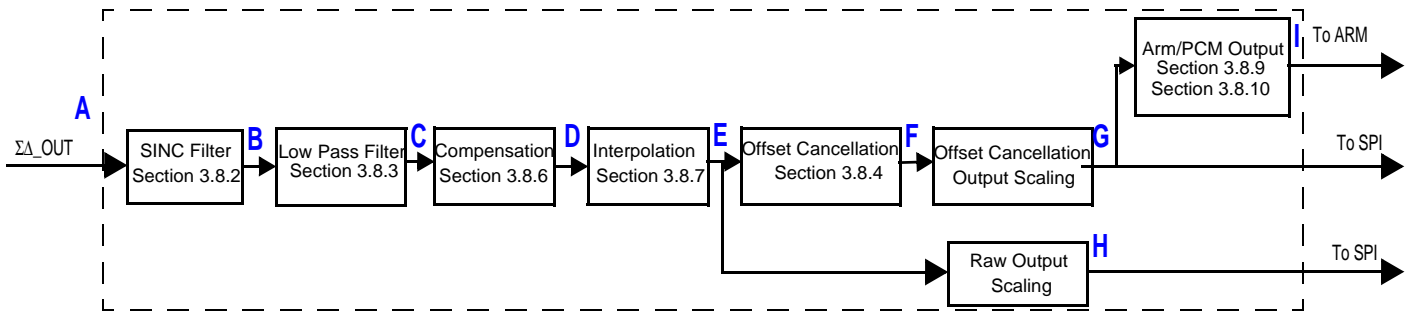 A
ΣΔ_OUT
SINC Filter
Section 3.8.2
B
Low Pass Filter
Section 3.8.3
C
Compensation
Section 3.8.6
D
Interpolation
Section 3.8.7
E
Offset Cancellation
Section 3.8.4
F
Offset Cancellation
Output Scaling
G
Arm/PCM Output
Section 3.8.9
Section 3.8.10
I
To ARM
To SPI
Raw Output
Scaling
H
To SPI